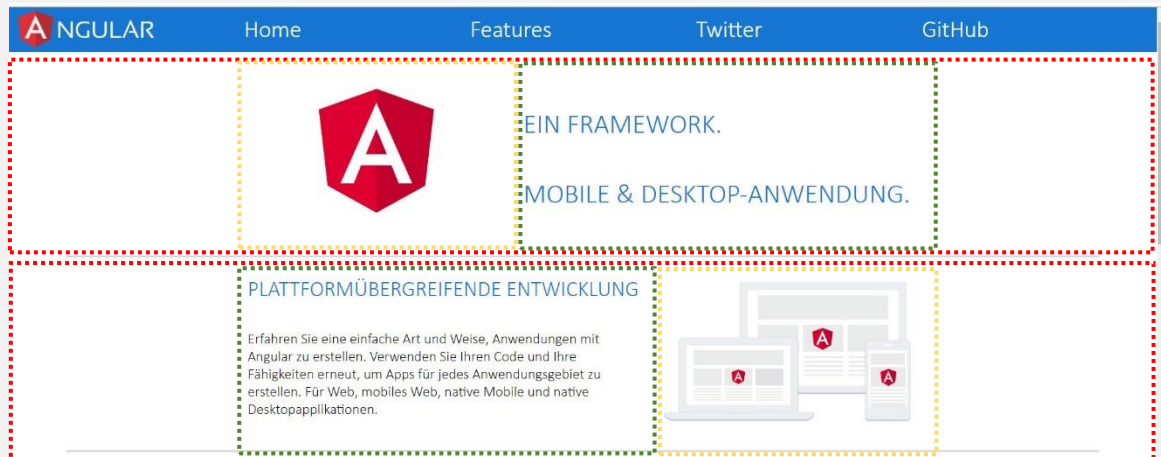 A NGULAR Home Features Twitter GitHub
A
EIN FRAMEWORK.
MOBILE & DESKTOP-ANWENDUNG.
PLATTFORMÜBERGREIFENDE ENTWICKLUNG
Erfahren Sie eine einfache Art und Weise, Anwendungen mit
Angular zu erstellen. Verwenden Sie Ihren Code und Ihre
Fähigkeiten erneut, um Apps für jedes Anwendungsgebiet zu
erstellen. Für Web, mobiles Web, native Mobile und native
Desktopapplikationen.
A
A
A